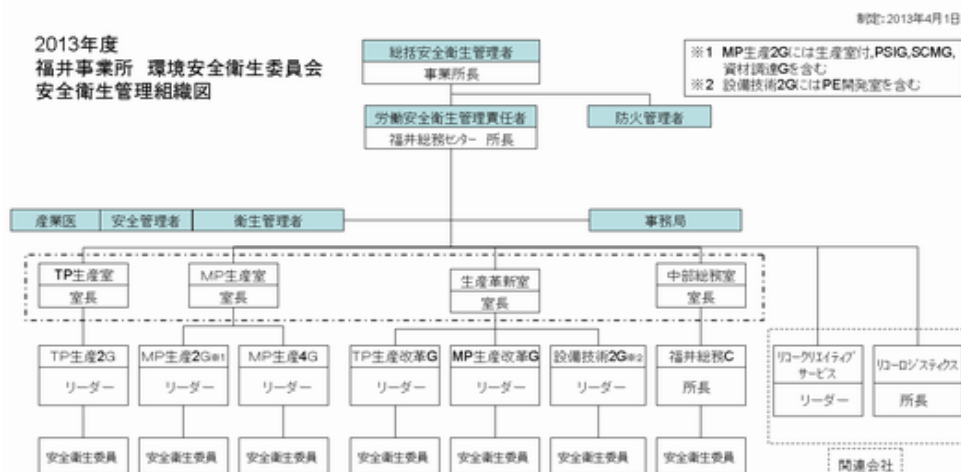 制定:2013年4月1日
2013年度
福井事業所 環境安全衛生委員会
安全衛生管理組織図
※1 MP生産2Gには生産室付,PSIG,SCMG,
資材調達Gを含む
※2 設備技術2GにはPE開発室を含む
総括安全衛生管理者
事業所長
労働安全衛生管理責任者
福井総務センター 所長
防火管理者
産業医 安全管理者 衛生管理者 事務局
TP生産室 MP生産室 生産革新室 中部総務室
室長 室長 室長 室長
TP生産2G MP生産2G※1 MP生産4G TP生産改革G MP生産改革G 設備技術2G※2 福井総務C
リーダー リーダー リーダー リーダー リーダー リーダー 所長
リコークリエイティブ
サービス
リーダー
リコーロジスティクス
所長
安全衛生委員 安全衛生委員 安全衛生委員 安全衛生委員 安全衛生委員 安全衛生委員 安全衛生委員
関連会社